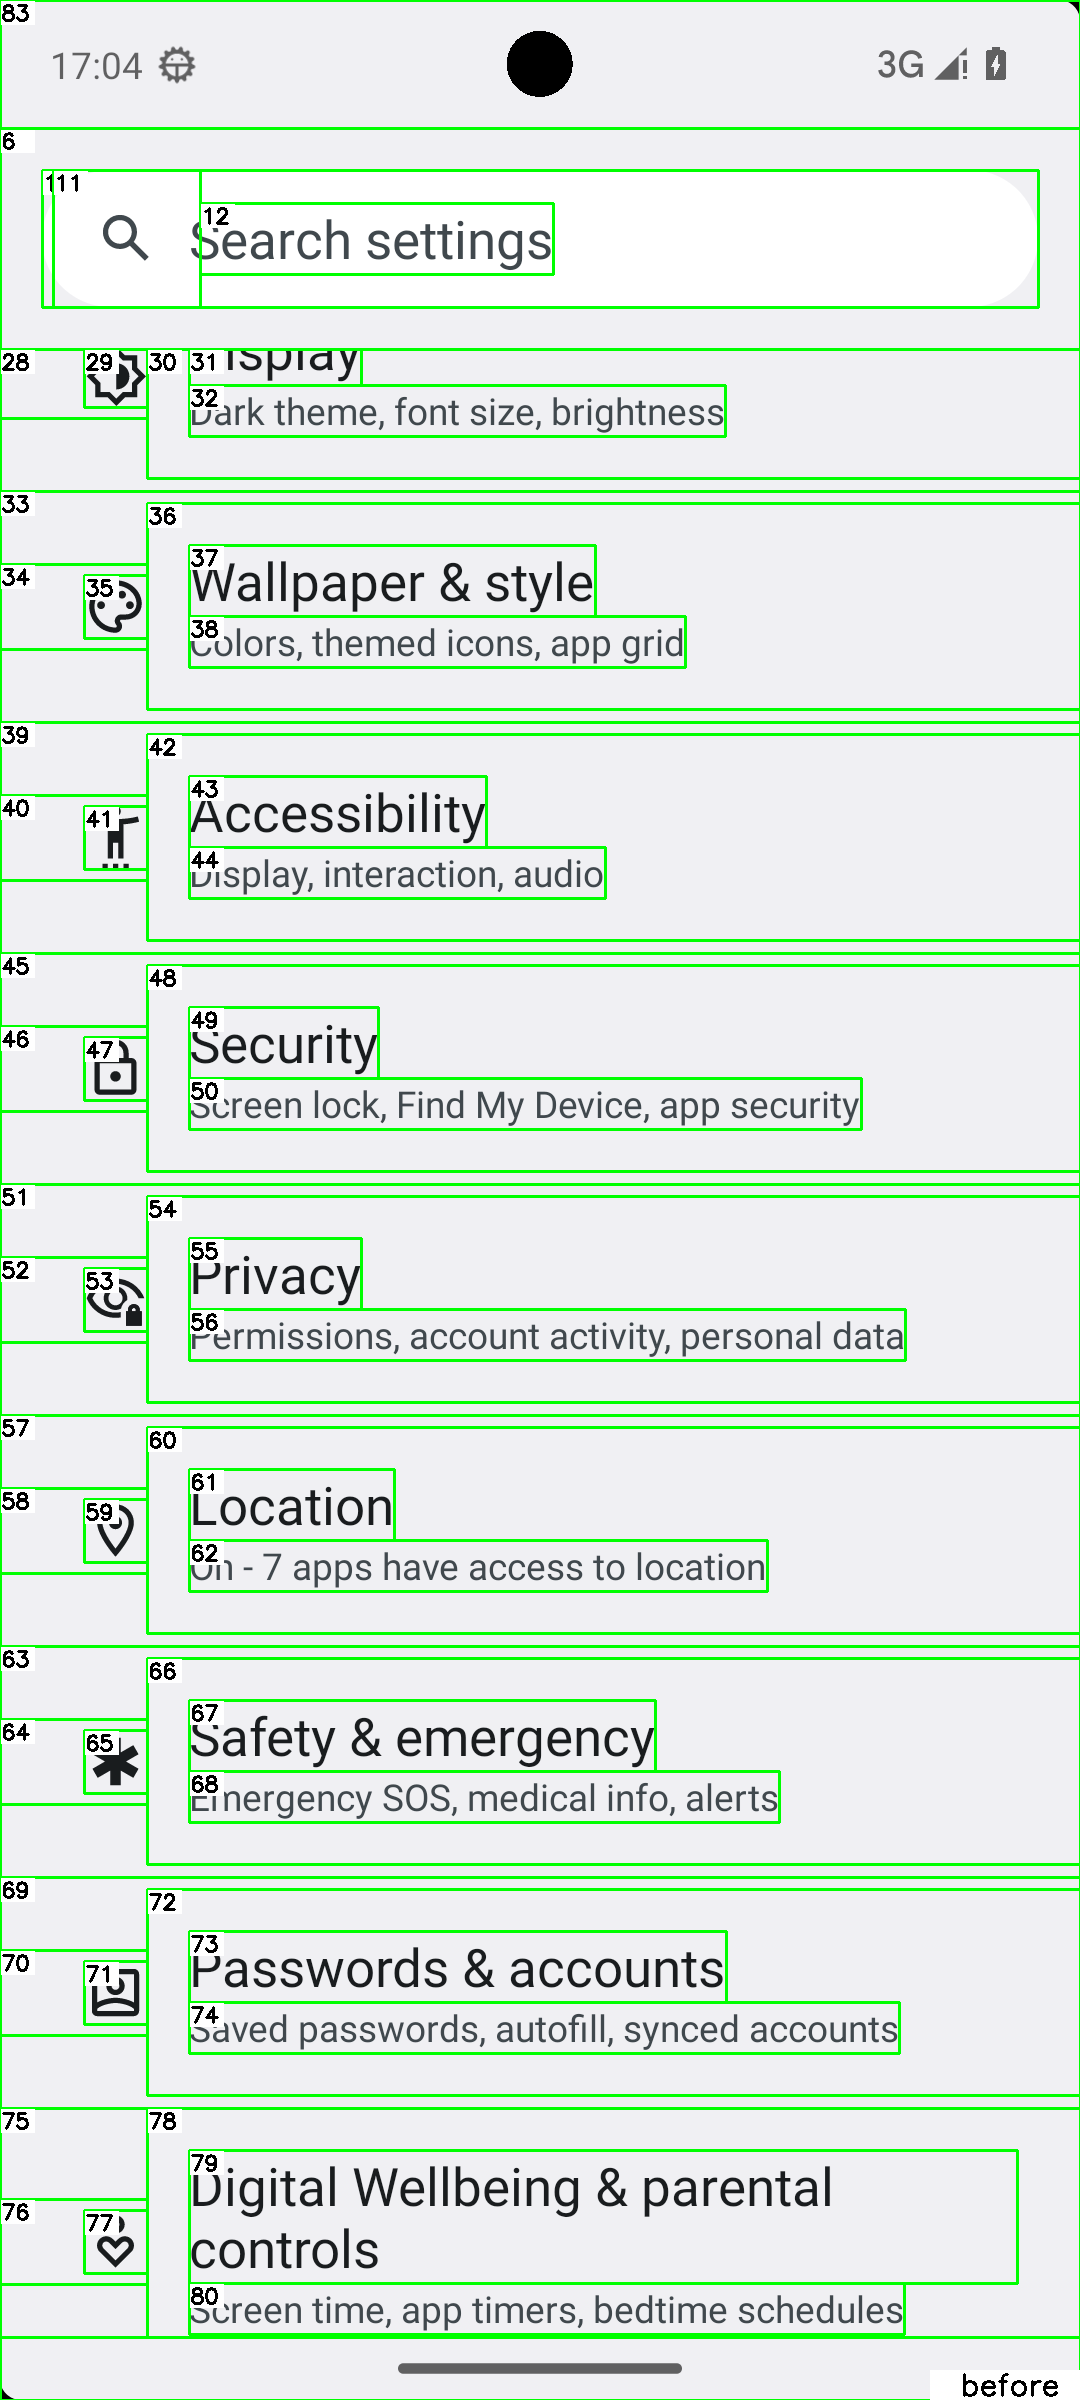 83
17:04
3G
6
111
12
Search settings
28
29
30
31
Display
32
Dark theme, font size, brightness
33
36
37
Wallpaper & style
34
35
38
Colors, themed icons, app grid
39
42
43
Accessibility
40
41
44
Display, interaction, audio
45
48
49
Security
46
47
50
Screen lock, Find My Device, app security
51
54
55
Privacy
52
53
56
Permissions, account activity, personal data
57
60
61
Location
58
59
62
On - 7 apps have access to location
63
66
67
Safety & emergency
64
65
68
Emergency SOS, medical info, alerts
69
72
73
Passwords & accounts
70
71
74
Saved passwords, autofill, synced accounts
75
78
79
Digital Wellbeing & parental
controls
76
77
80
Screen time, app timers, bedtime schedules
before